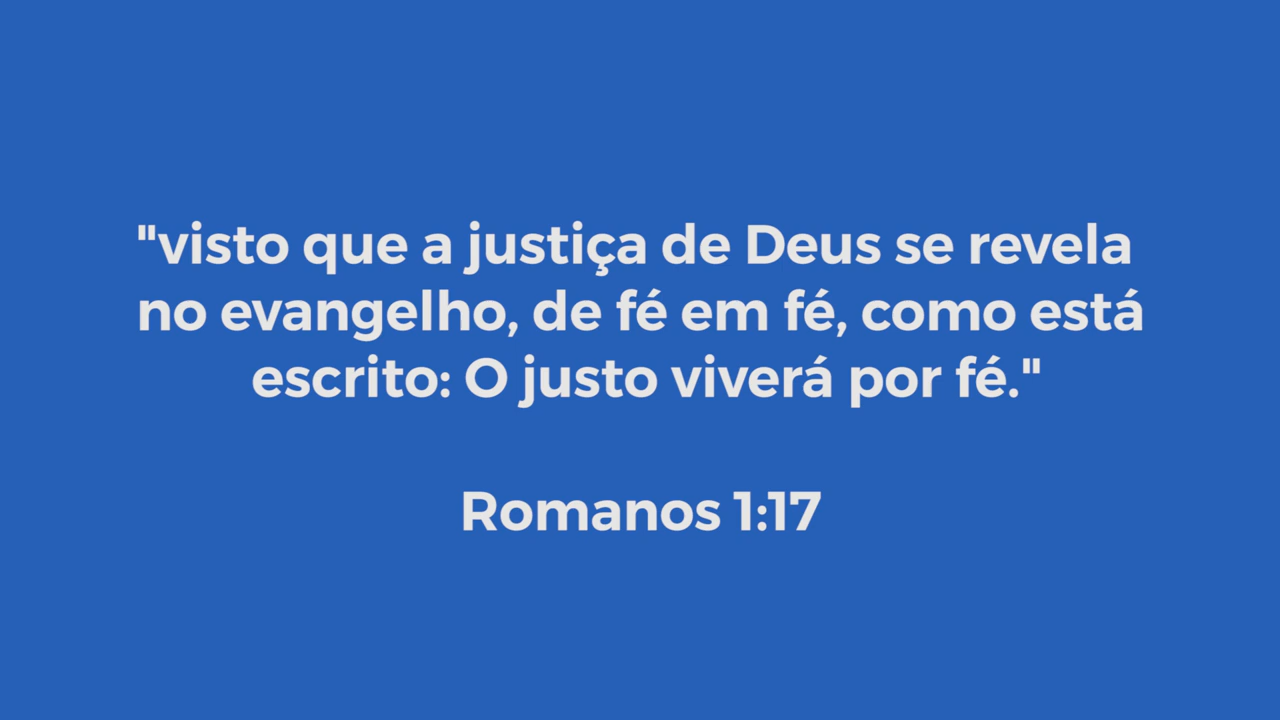 "visto que a justiça de Deus se revela
no evangelho, de fé em fé, como está
escrito: O justo viverá por fé."
Romanos 1:17